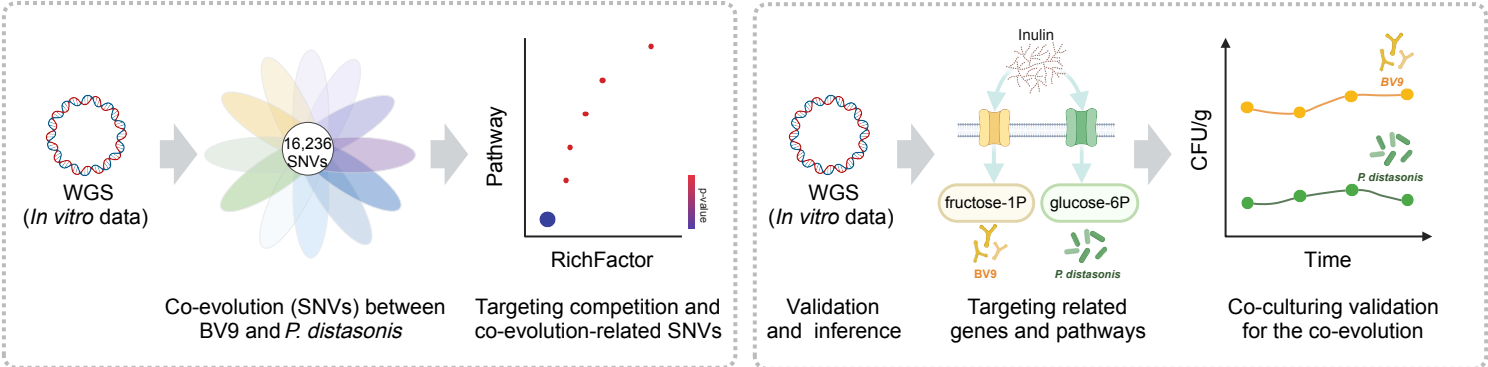 WGS
(In vitro data)
16,236
SNVs
Co-evolution (SNVs) between
BV9 and P. distasonis
Pathway
RichFactor
p-value
Targeting competition and
co-evolution-related SNVs
WGS
(In vitro data)
Validation
and inference
Inulin
fructose-1P
glucose-6P
BV9
P. distasonis
Targeting related
genes and pathways
CFU/g
BV9
P. distasonis
Time
Co-culturing validation
for the co-evolution